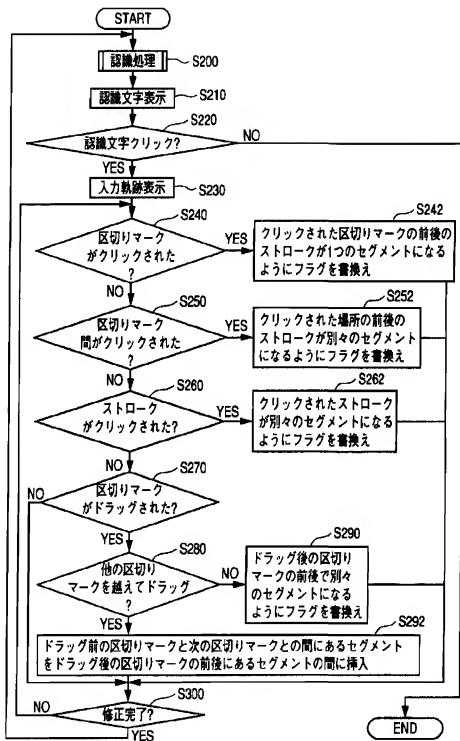 START
認識処理
S200
認識文字表示
S210
認識文字クリック?
S220
NO
YES
入力軌跡表示
S230
区切りマーク
がクリックされた
?
S240
YES
クリックされた区切りマークの前後の
ストロークが1つのセグメントになる
ようにフラグを書換え
S242
NO
区切りマーク
間がクリックされた
?
S250
YES
クリックされた場所の前後の
ストロークが別々のセグメント
になるようにフラグを書換え
S252
NO
ストローク
がクリックされた?
S260
YES
クリックされたストローク
が別々のセグメントになる
ようにフラグを書換え
S262
NO
区切りマーク
がドラッグされた?
S270
NO
YES
他の区切り
マークを越えてドラッグ
?
S280
NO
ドラッグ後の区切り
マークの前後で別々
のセグメントになる
ようにフラグを書換え
S290
YES
ドラッグ前の区切りマークと次の区切りマークとの間にあるセグメント
をドラッグ後の区切りマークの前後にあるセグメントの間に挿入
S292
修正完了?
S300
NO
YES
END